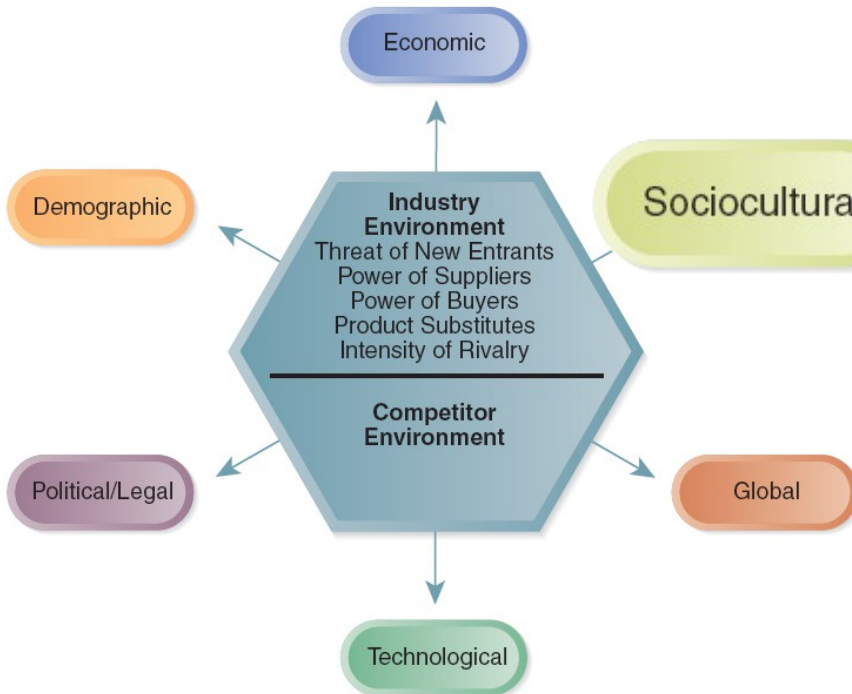 Economic
Demographic
Sociocultura
Industry
Environment
Threat of New Entrants
Power of Suppliers
Power of Buyers
Product Substitutes
Intensity of Rivalry
Competitor
Environment
Political/Legal
Global
Technological